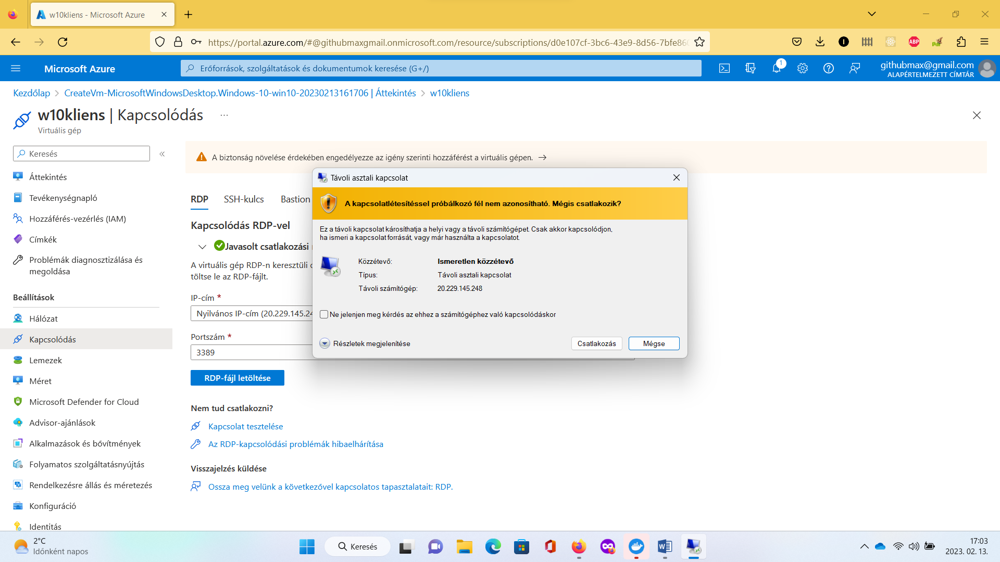 w10kliens - Microsoft Azure
https://portal.azure.com/#@githubmaxgmail.onmicrosoft.com/resource/subscriptions/d0e107cf-3bc6-43e9-8d56-7bfe860
ABP
Microsoft Azure
Erőforrások, szolgáltatások és dokumentumok keresése (G+/)
1
githubmax@gmail.com
ALAPÉRTELMEZETT CÍMTÁR
Kezdőlap > CreateVm-MicrosoftWindowsDesktop.Windows-10-win10-20230213161706 | Áttekintés > w10kliens
w10kliens | Kapcsolódás ...
Virtuális gép
Keresés
«
Áttekintés
Tevékenységnapló
Hozzáférés-vezérlés (IAM)
Címkék
Problémák diagnosztizálása és
megoldása
Beállítások
Hálózat
Kapcsolódás
Lemezek
Méret
Microsoft Defender for Cloud
Advisor-ajánlások
Alkalmazások és bővítmények
Folyamatos szolgáltatásnyújtás
Rendelkezésre állás és méretezés
Konfiguráció
Identitás
A biztonság növelése érdekében engedélyezze az igény szerinti hozzáférést a virtuális gépen. →
RDP SSH-kulcs Bastion
Kapcsolódás RDP-vel
Javasolt csatlakozási
A virtuális gép RDP-n keresztüli
töltse le az RDP-fájlt.
IP-cím *
Nyilvános IP-cím (20.229.145.24
Portszám *
3389
RDP-fájl letöltése
Nem tud csatlakozni?
Kapcsolat tesztelése
Az RDP-kapcsolódási problémák hibaelhárítása
Visszajelzés küldése
Ossza meg velünk a következővel kapcsolatos tapasztalatait: RDP.
Távoli asztali kapcsolat
A kapcsolatlétesítéssel próbálkozó fél nem azonosítható. Mégis csatlakozik?
Ez a távoli kapcsolat károsíthatja a helyi vagy a távoli számítógépet. Csak akkor kapcsolódjon,
ha ismeri a kapcsolat forrását, vagy már használta a kapcsolatot.
Közzétevő: Ismeretlen közzétevő
Típus: Távoli asztali kapcsolat
Távoli számítógép: 20.229.145.248
Ne jelenjen meg kérdés az ehhez a számítógéphez való kapcsolódáskor
Részletek megjelenítése
Csatlakozás
Mégse
2°C
Időnként napos
Keresés
17:03
2023. 02. 13.